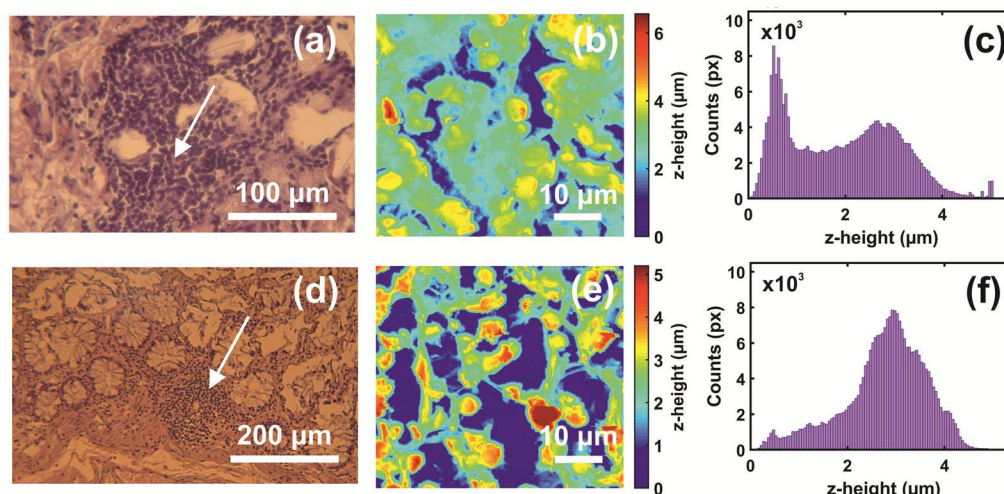 (a)
100 µm
(b)
10 µm
6
4
2
0
z-height (µm)
(c)
x10³
10
8
6
4
2
0
Counts (px)
0 2 4
z-height (µm)
(d)
200 µm
(e)
10 µm
5
4
3
2
1
0
z-height (µm)
(f)
x10³
10
8
6
4
2
0
Counts (px)
0 2 4
z-height (µm)